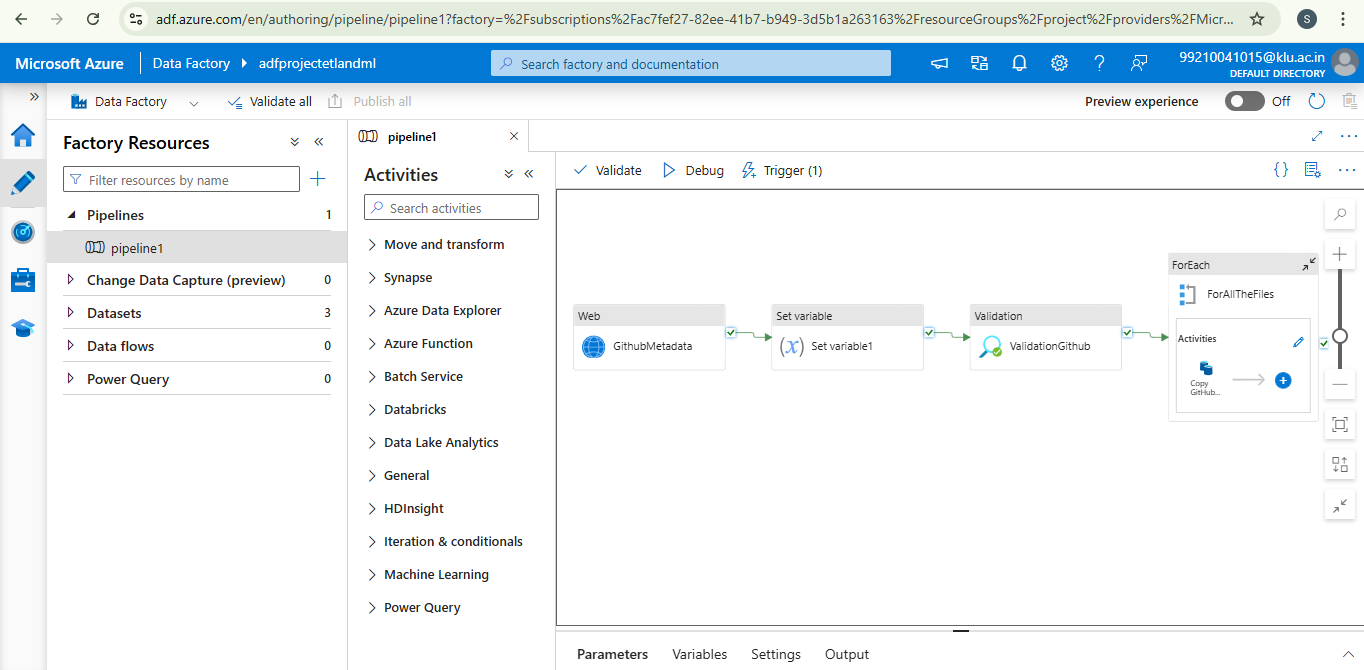 adf.azure.com/en/authoring/pipeline/pipeline1?factory=%2Fsubscriptions%2Fac7fef27-82ee-41b7-b949-3d5b1a263163%2FresourceGroups%2Fproject%2Fproviders%2FMicr...
S
Microsoft Azure
Data Factory
adfprojectetlandml
Search factory and documentation
99210041015@klu.ac.in
DEFAULT DIRECTORY
Data Factory
Validate all
Publish all
Preview experience
Off
Factory Resources
Filter resources by name
Pipelines 1
pipeline1
Change Data Capture (preview) 0
Datasets 3
Data flows 0
Power Query 0
pipeline1
Activities
Search activities
Move and transform
Synapse
Azure Data Explorer
Azure Function
Batch Service
Databricks
Data Lake Analytics
General
HDInsight
Iteration & conditionals
Machine Learning
Power Query
Validate
Debug
Trigger (1)
Web
GithubMetadata
Set variable
(x)
Set variable1
Validation
ValidationGithub
ForEach
ForAllTheFiles
Activities
Copy
GitHub...
Parameters
Variables
Settings
Output